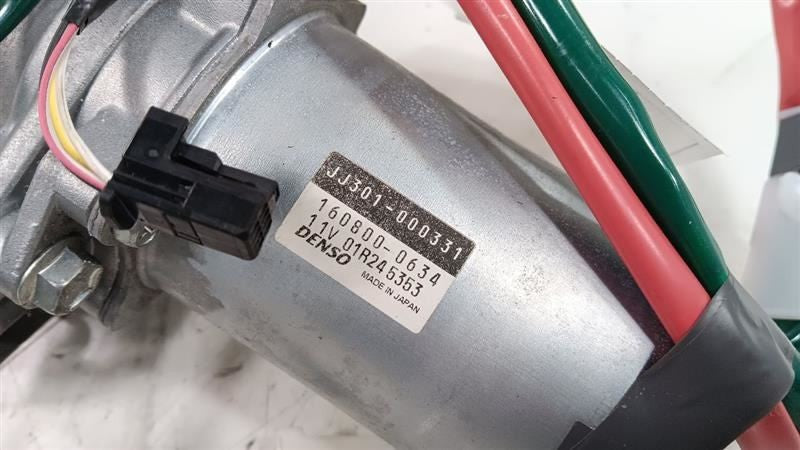 JJ301-000331
160800-0634
11V 01R245353
DENSO MADE IN JAPAN